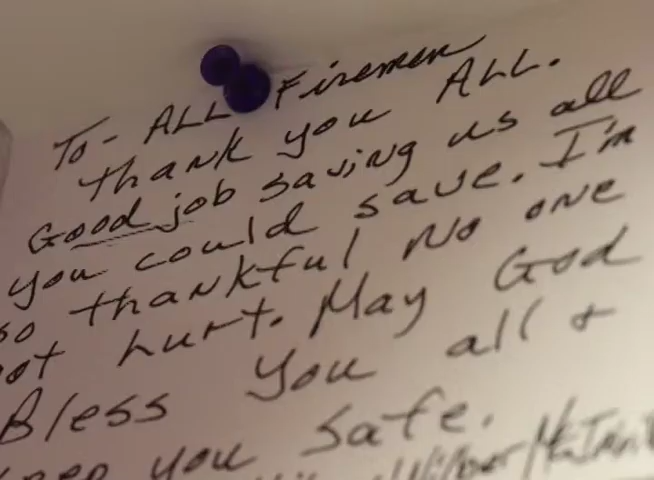 To- ALL Firemen
Thank you ALL.
Good job saving us all
you could save. I'm
so thankful No one
got hurt. May God
Bless You all +
keep you safe.